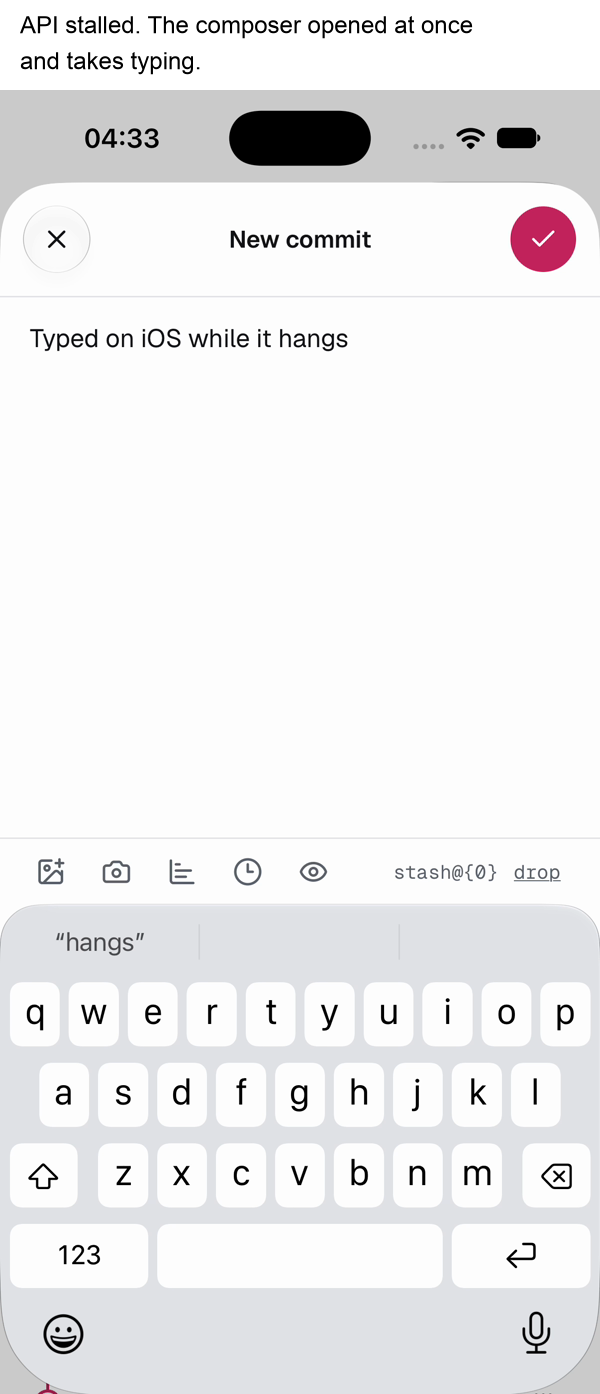 API stalled. The composer opened at once
and takes typing.
04:33
New commit
Typed on iOS while it hangs
stash@{0} drop
“hangs”
q w e r t y u i o p
a s d f g h j k l
z x c v b n m
123